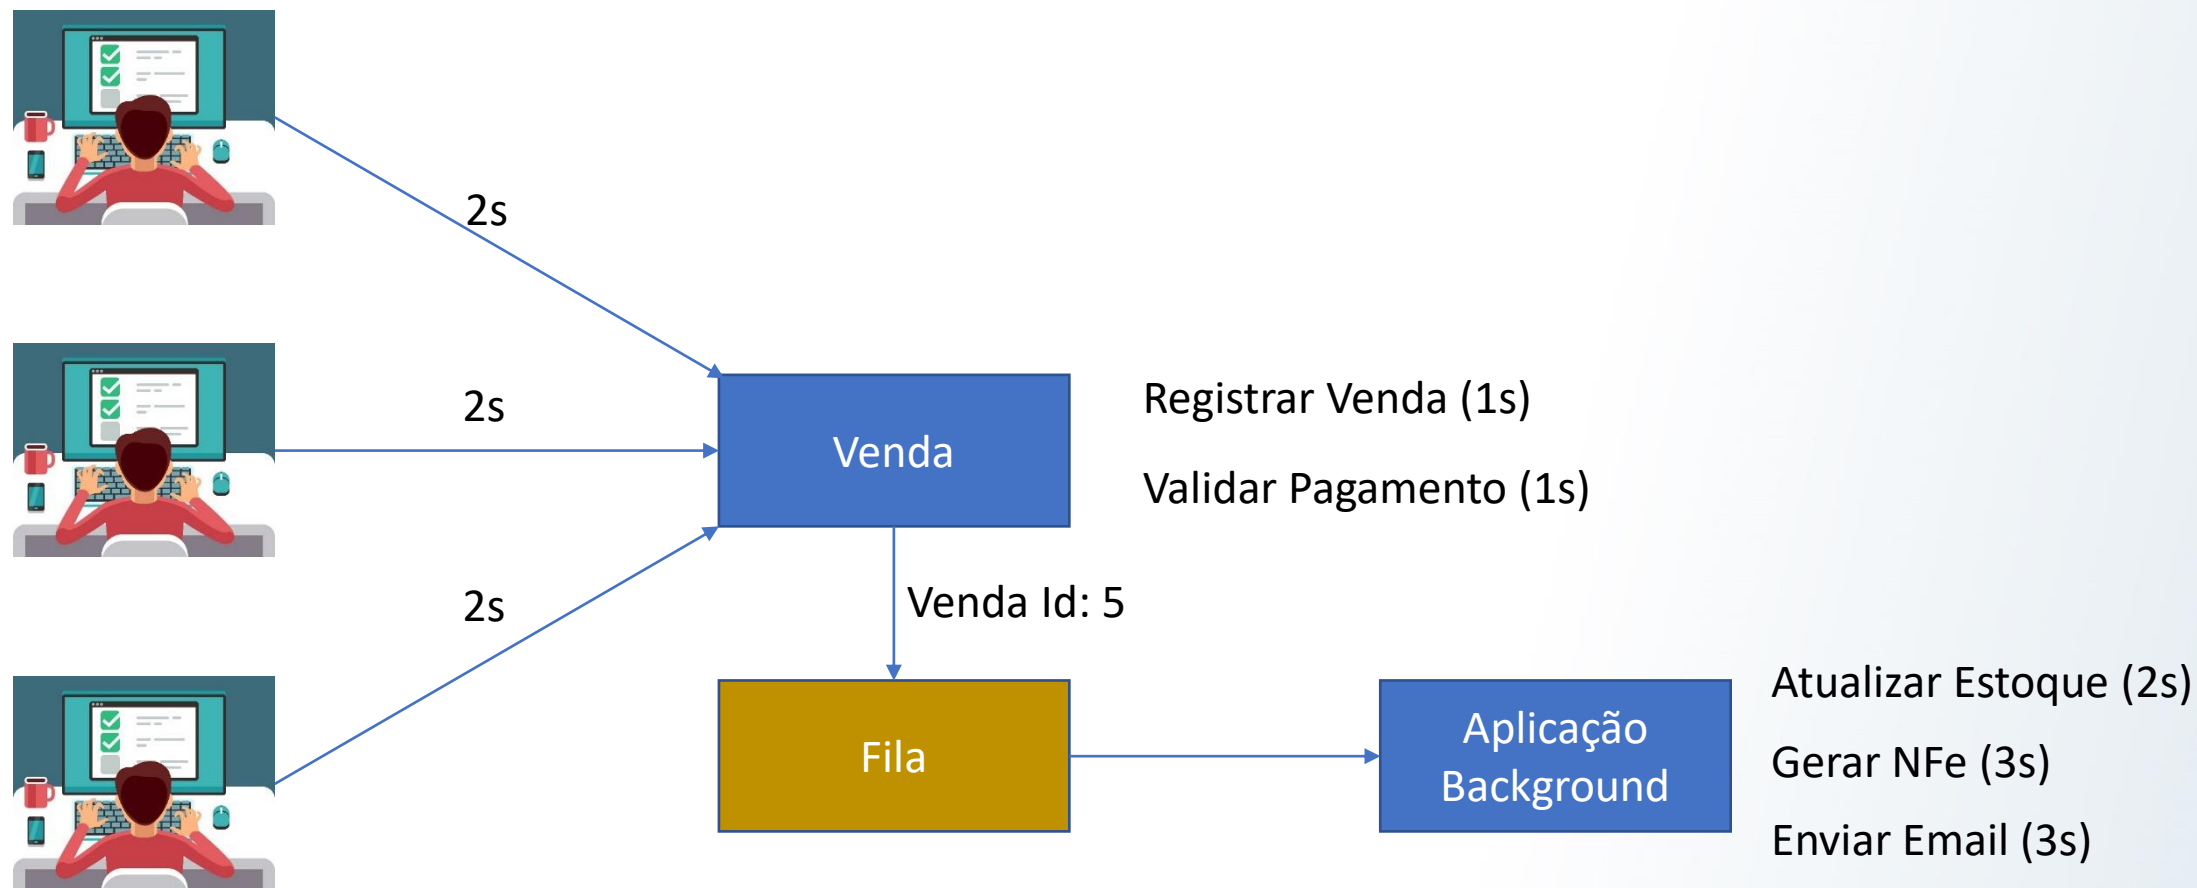 2s
2s
Venda
Registrar Venda (1s)
Validar Pagamento (1s)
2s
Venda Id: 5
Fila
Aplicação
Background
Atualizar Estoque (2s)
Gerar NFe (3s)
Enviar Email (3s)